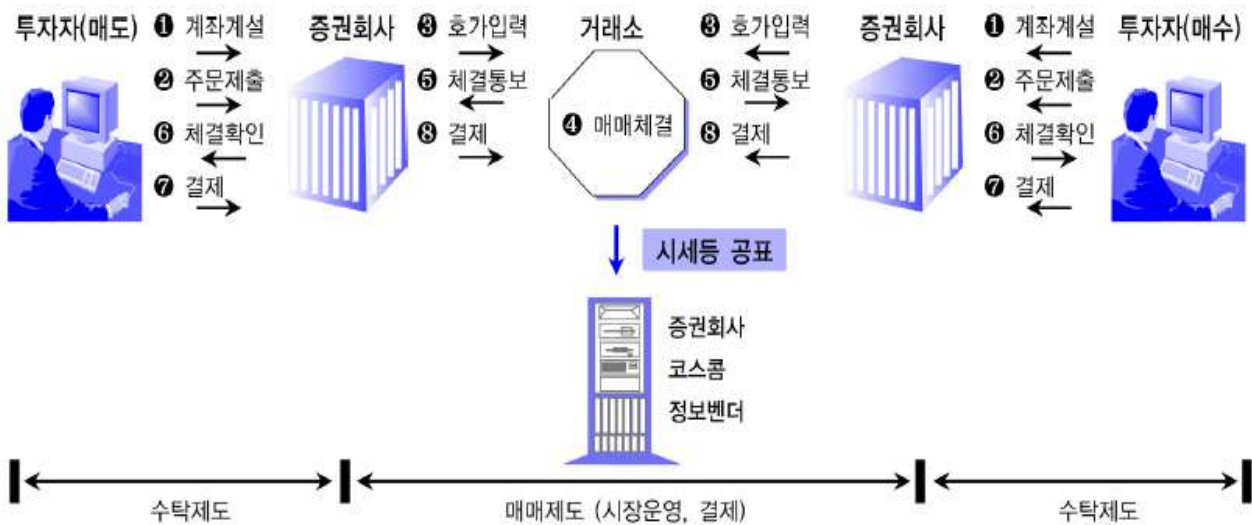 투자자(매도) ❶ 계좌계설 증권회사 ❸ 호가입력 거래소 ❸ 호가입력 증권회사 ❶ 계좌계설 투자자(매수)
❷ 주문제출 ❺ 체결통보 ❺ 체결통보 ❷ 주문제출
❹ 매매체결
❻ 체결확인 ❽ 결제 ❽ 결제 ❻ 체결확인
❼ 결제 ❼ 결제
시세등 공표
증권회사
코스콤
정보벤더
수탁제도 매매제도 (시장운영, 결제) 수탁제도